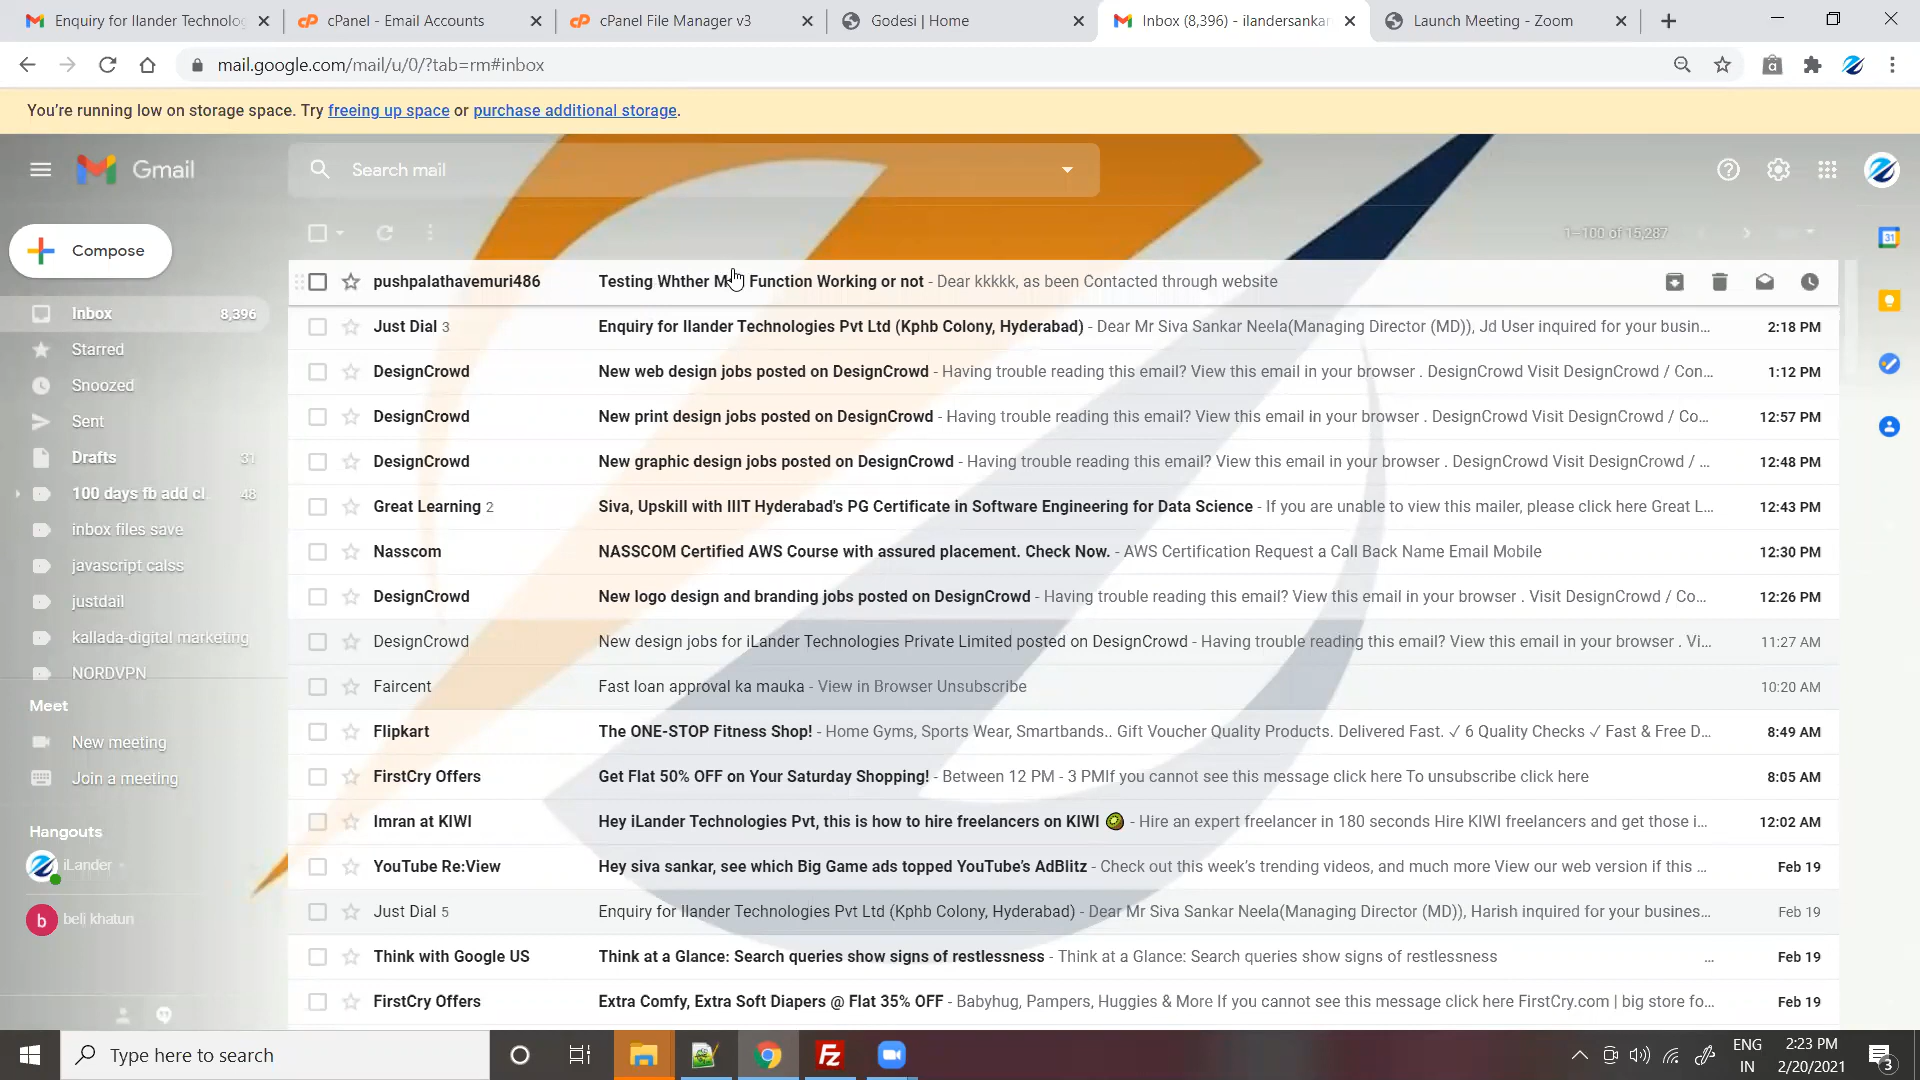 Enquiry for Ilander Technolog
cPanel - Email Accounts
cPanel File Manager v3
Godesi | Home
Inbox (8,396) - ilandersankar
Launch Meeting - Zoom
mail.google.com/mail/u/0/?tab=rm#inbox
You're running low on storage space. Try freeing up space or purchase additional storage.
Gmail
Search mail
Compose
1–100 of 15,287
pushpalathavemuri486 Testing Whther M Function Working or not - Dear kkkkk, as been Contacted through website
Inbox 8,396
Just Dial 3 Enquiry for Ilander Technologies Pvt Ltd (Kphb Colony, Hyderabad) - Dear Mr Siva Sankar Neela(Managing Director (MD)), Jd User inquired for your busin... 2:18 PM
Starred
DesignCrowd New web design jobs posted on DesignCrowd - Having trouble reading this email? View this email in your browser . DesignCrowd Visit DesignCrowd / Con... 1:12 PM
Snoozed
DesignCrowd New print design jobs posted on DesignCrowd - Having trouble reading this email? View this email in your browser . DesignCrowd Visit DesignCrowd / Co... 12:57 PM
Sent
DesignCrowd New graphic design jobs posted on DesignCrowd - Having trouble reading this email? View this email in your browser . DesignCrowd Visit DesignCrowd / ... 12:48 PM
Drafts 31
100 days fb add cl. 48
Great Learning 2 Siva, Upskill with IIIT Hyderabad's PG Certificate in Software Engineering for Data Science - If you are unable to view this mailer, please click here Great L... 12:43 PM
inbox files save
Nasscom NASSCOM Certified AWS Course with assured placement. Check Now. - AWS Certification Request a Call Back Name Email Mobile 12:30 PM
javascript calss
DesignCrowd New logo design and branding jobs posted on DesignCrowd - Having trouble reading this email? View this email in your browser . Visit DesignCrowd / Co... 12:26 PM
justdail
DesignCrowd New design jobs for iLander Technologies Private Limited posted on DesignCrowd - Having trouble reading this email? View this email in your browser . Vi... 11:27 AM
kallada-digital marketing
NORDVPN
Faircent Fast loan approval ka mauka - View in Browser Unsubscribe 10:20 AM
Meet
Flipkart The ONE-STOP Fitness Shop! - Home Gyms, Sports Wear, Smartbands.. Gift Voucher Quality Products. Delivered Fast. ✓ 6 Quality Checks ✓ Fast & Free D... 8:49 AM
New meeting
FirstCry Offers Get Flat 50% OFF on Your Saturday Shopping! - Between 12 PM - 3 PMIf you cannot see this message click here To unsubscribe click here 8:05 AM
Join a meeting
Imran at KIWI Hey iLander Technologies Pvt, this is how to hire freelancers on KIWI 🥝 - Hire an expert freelancer in 180 seconds Hire KIWI freelancers and get those i... 12:02 AM
Hangouts
iLander
YouTube Re:View Hey siva sankar, see which Big Game ads topped YouTube's AdBlitz - Check out this week's trending videos, and much more View our web version if this ... Feb 19
b beli khatun
Just Dial 5 Enquiry for Ilander Technologies Pvt Ltd (Kphb Colony, Hyderabad) - Dear Mr Siva Sankar Neela(Managing Director (MD)), Harish inquired for your busines... Feb 19
Think with Google US Think at a Glance: Search queries show signs of restlessness - Think at a Glance: Search queries show signs of restlessness ... Feb 19
FirstCry Offers Extra Comfy, Extra Soft Diapers @ Flat 35% OFF - Babyhug, Pampers, Huggies & More If you cannot see this message click here FirstCry.com | big store fo... Feb 19
Type here to search
ENG
IN
2:23 PM
2/20/2021
3